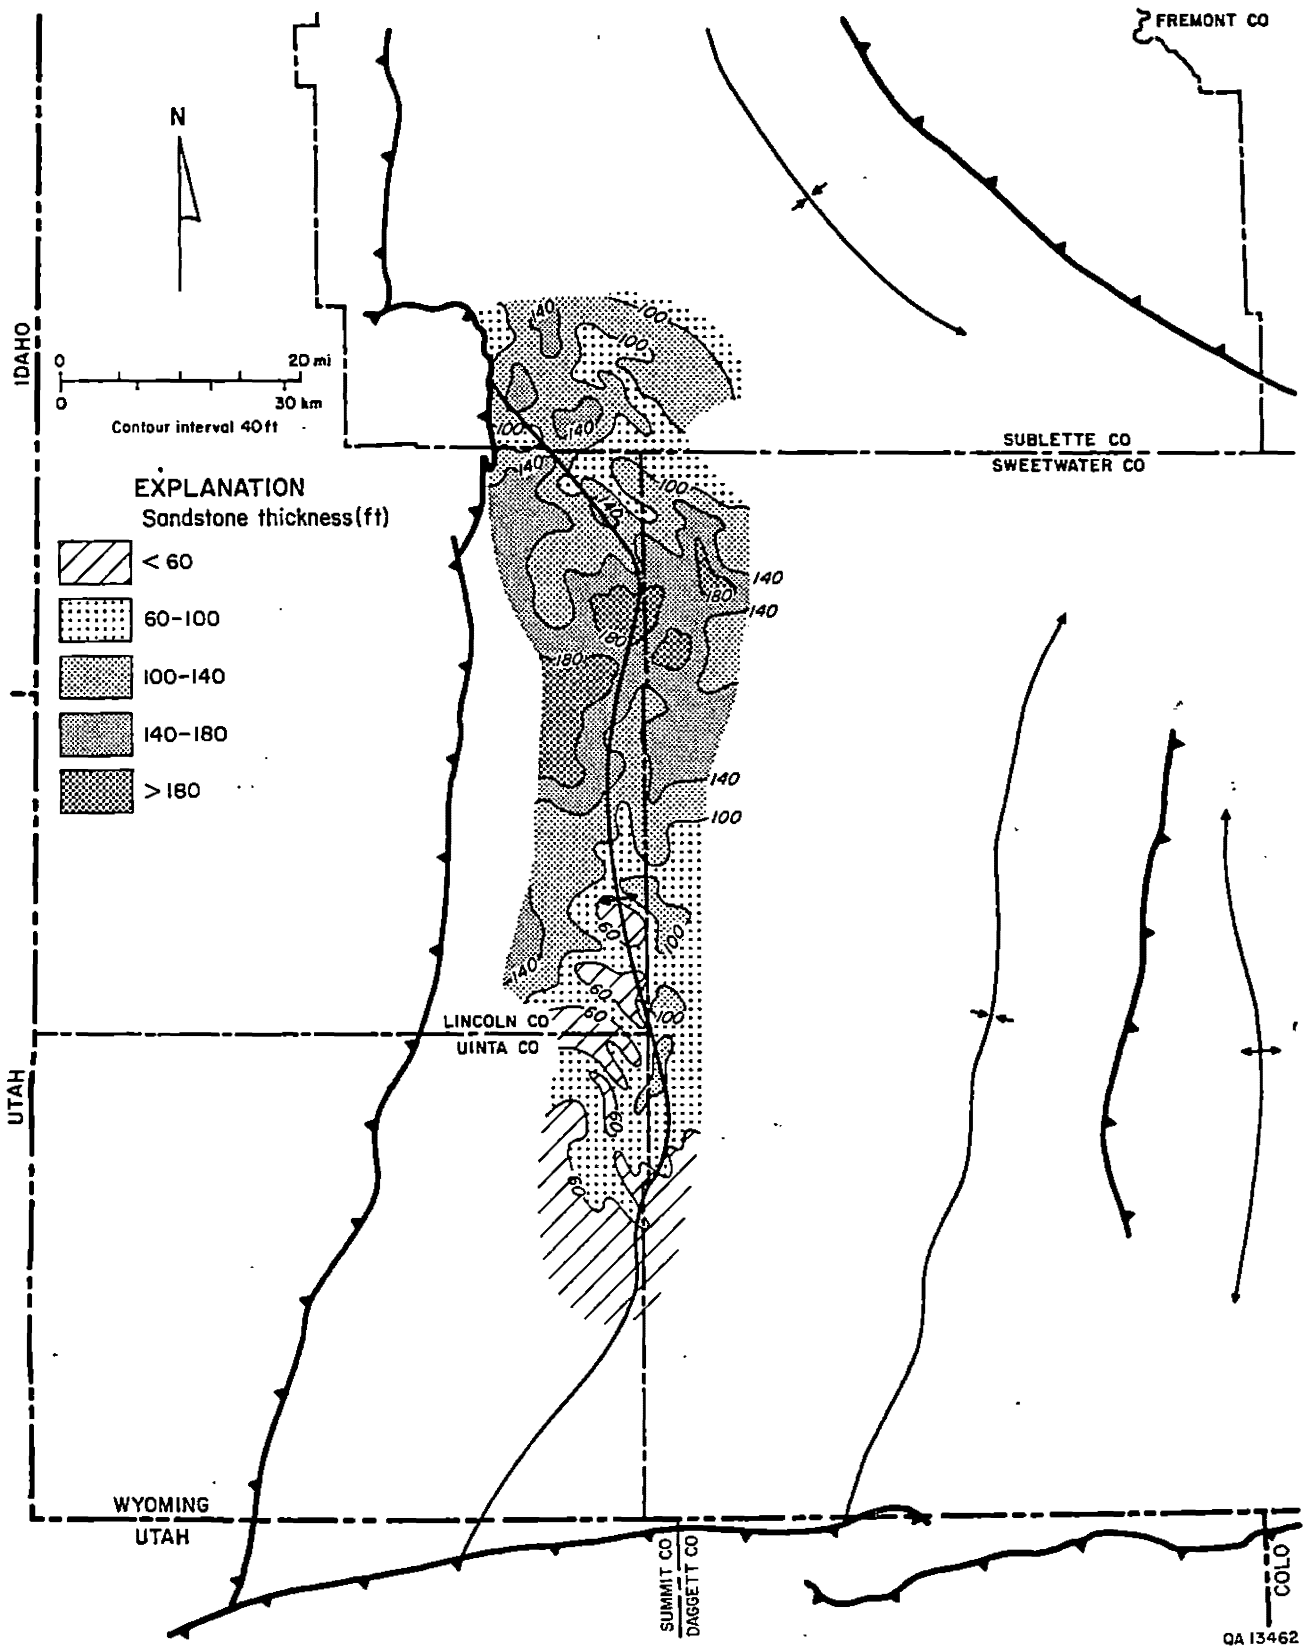 FREMONT CO
N
IDAHO
0 20 mi
0 30 km
Contour interval 40 ft
EXPLANATION
Sandstone thickness (ft)
< 60
60-100
100-140
140-180
> 180
140
100
100
100
140
SUBLETTE CO
SWEETWATER CO
140
100
140
140
180
140
180
180
140
100
60
100
140
60
60
100
LINCOLN CO
UINTA CO
60
60
UTAH
WYOMING
UTAH
SUMMIT CO
DAGGETT CO
COLO
QA 13462